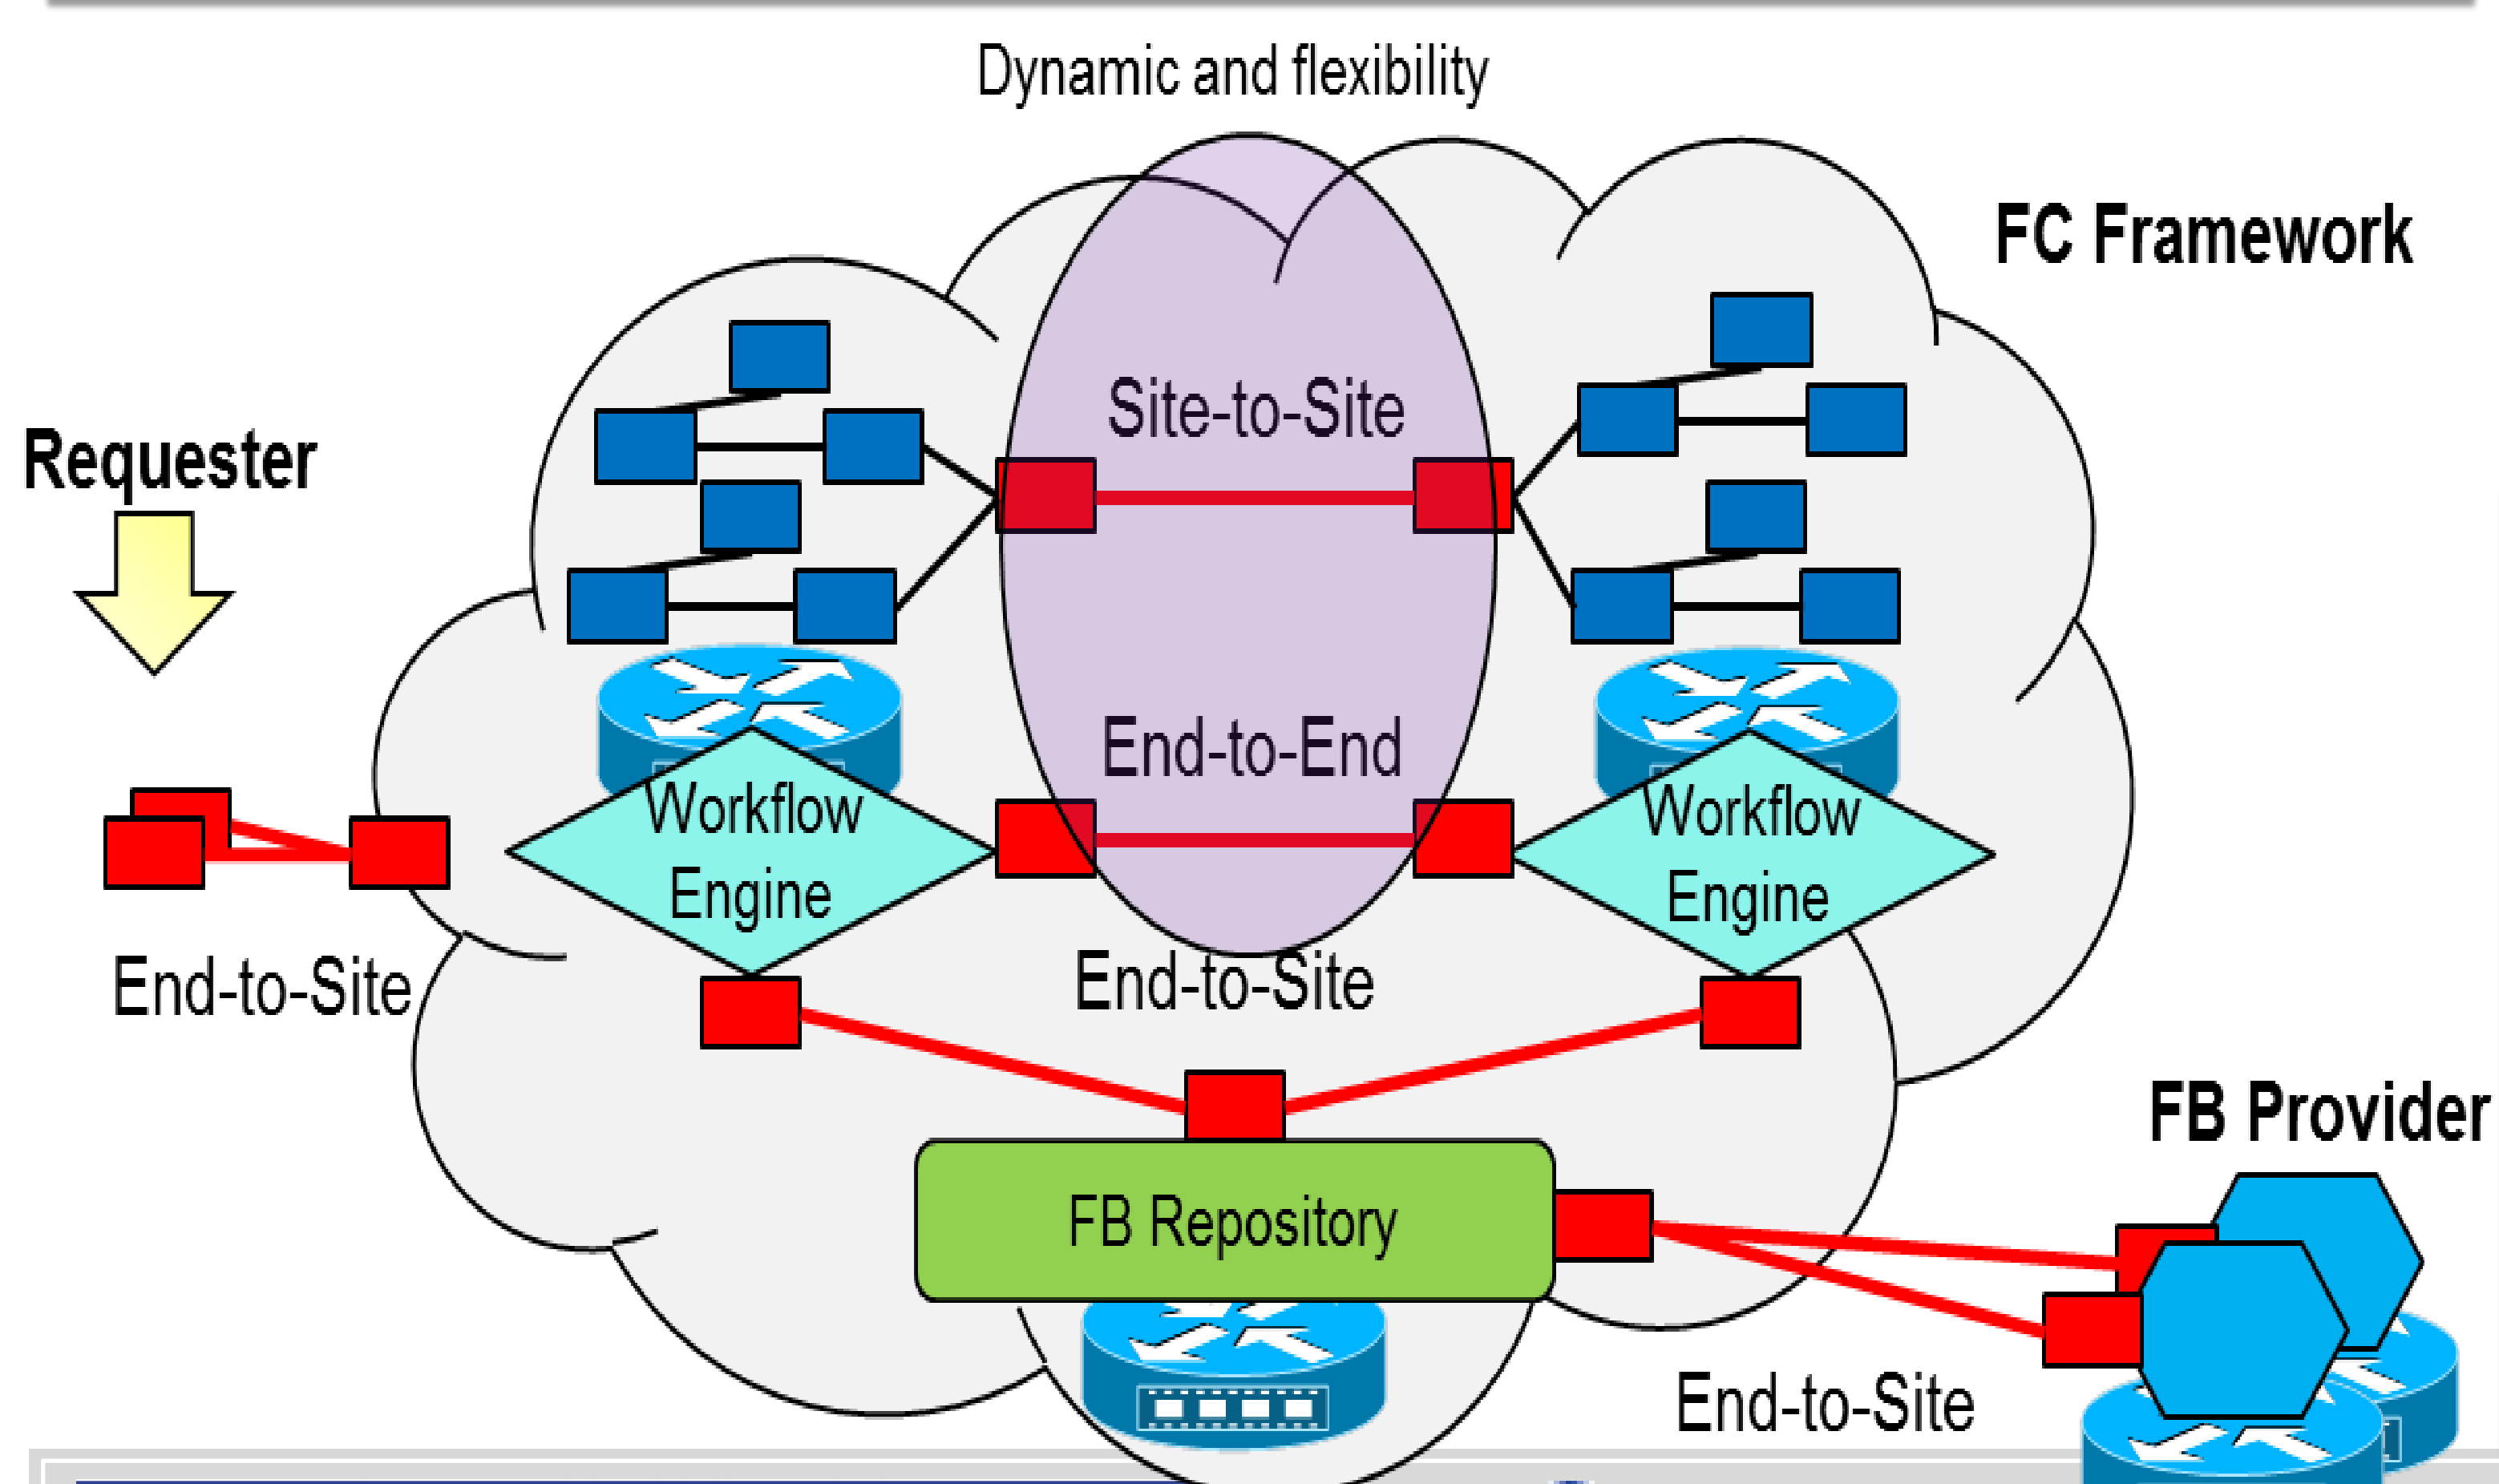 Dynamic and flexibility
FC Framework
Site-to-Site
Requester
End-to-End
Workflow
Engine
Workflow
Engine
End-to-Site
End-to-Site
FB Provider
FB Repository
End-to-Site